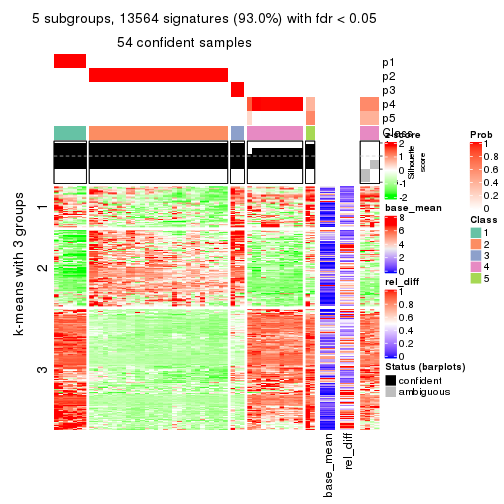 5 subgroups, 13564 signatures (93.0%) with fdr < 0.05
54 confident samples
p1
p2
p3
p4
p5
Class
Silhouette
score
k-means with 3 groups
1
2
3
base_mean
rel_diff
z-score
2
1
0
-1
-2
base_mean
8
6
4
2
0
rel_diff
1
0.8
0.6
0.4
0.2
0
Status (barplots)
confident
ambiguous
Prob
1
0.8
0.6
0.4
0.2
0
Class
1
2
3
4
5